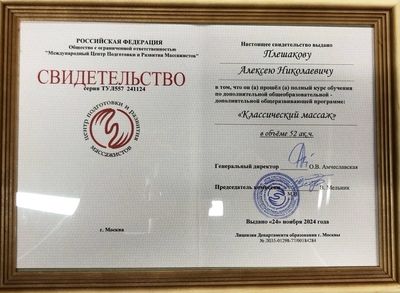 РОССИЙСКАЯ ФЕДЕРАЦИЯ
Общество с ограниченной ответственностью
"Международный Центр Подготовки и Развития Массажистов"
СВИДЕТЕЛЬСТВО
серия ТУЛ557 241124
центр подготовки и развития
массажистов
г. Москва
Настоящее свидетельство выдано
Плешакову
Алексею Николаевичу
в том, что он (а) прошёл (а) полный курс обучения
по дополнительной общеобразовательной -
дополнительной общеразвивающей программе:
«Классический массаж»
в объёме 52 ак.ч.
Генеральный директор О.В. Амчеславская
Председатель комиссии Мельник
М.П.
Выдано «24» ноября 2024 года
Лицензия Департамента образования г. Москвы